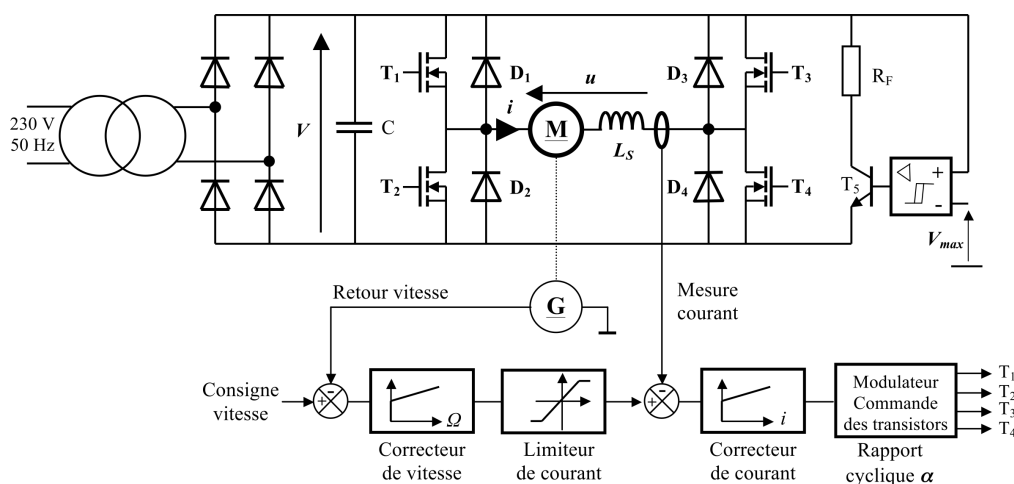 T1
D1
u
D3
T3
RF
230 V
50 Hz
V
C
i
M
LS
T2
D2
D4
T4
T5
+
-
Vmax
Retour vitesse
G
Mesure
courant
Consigne
vitesse
+
-
Ω
+
-
i
Modulateur
Commande
des transistors
T1
T2
T3
T4
Correcteur
de vitesse
Limiteur
de courant
Correcteur
de courant
Rapport
cyclique α